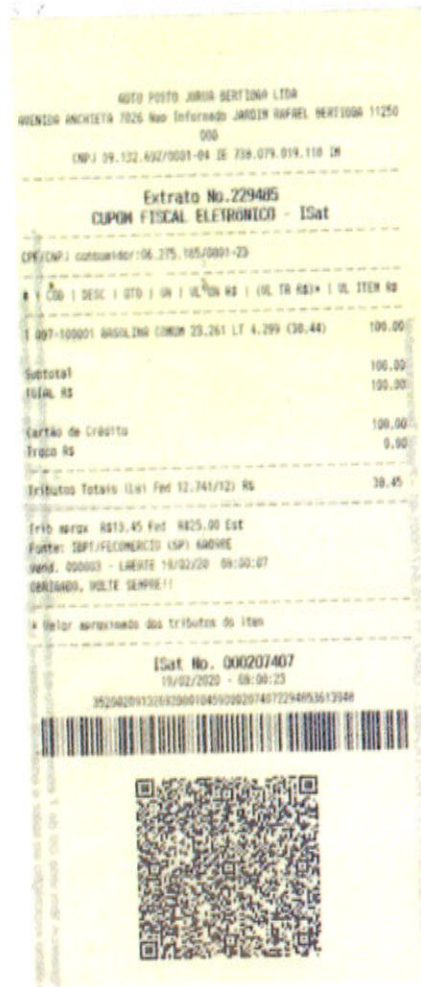 AUTO POSTO JURUA BERTIOGA LTDA
AVENIDA ANCHIETA 7026 Nao Informado JARDIM RAFAEL BERTIOGA 11250
000
CNPJ 09.132.692/0001-04 IE 738.079.019.110 IM
Extrato No.229485
CUPOM FISCAL ELETRONICO - ISat
CPF/CNPJ consumidor:06.275.165/0001-23
# | COD | DESC | QTD | UN | VL UN R$ | (VL TR R$)* | VL ITEM R$
1 007-100001 GASOLINA COMUM 23.261 LT 4.299 (38.44) 100.00
Subtotal 100.00
TOTAL R$ 100.00
Cartão de Crédito 100.00
Troco R$ 0.00
Tributos Totais (Lei Fed 12.741/12) R$ 38.45
Trib aprox R$13.45 Fed R$25.00 Est
Fonte: IBPT/FECOMERCIO (SP)
Vend. 000003 - LAERTE 19/02/20 08:00:07
OBRIGADO, VOLTE SEMPRE!!
* Valor aproximado dos tributos do item
ISat No. 000207407
19/02/2020 - 08:00:23